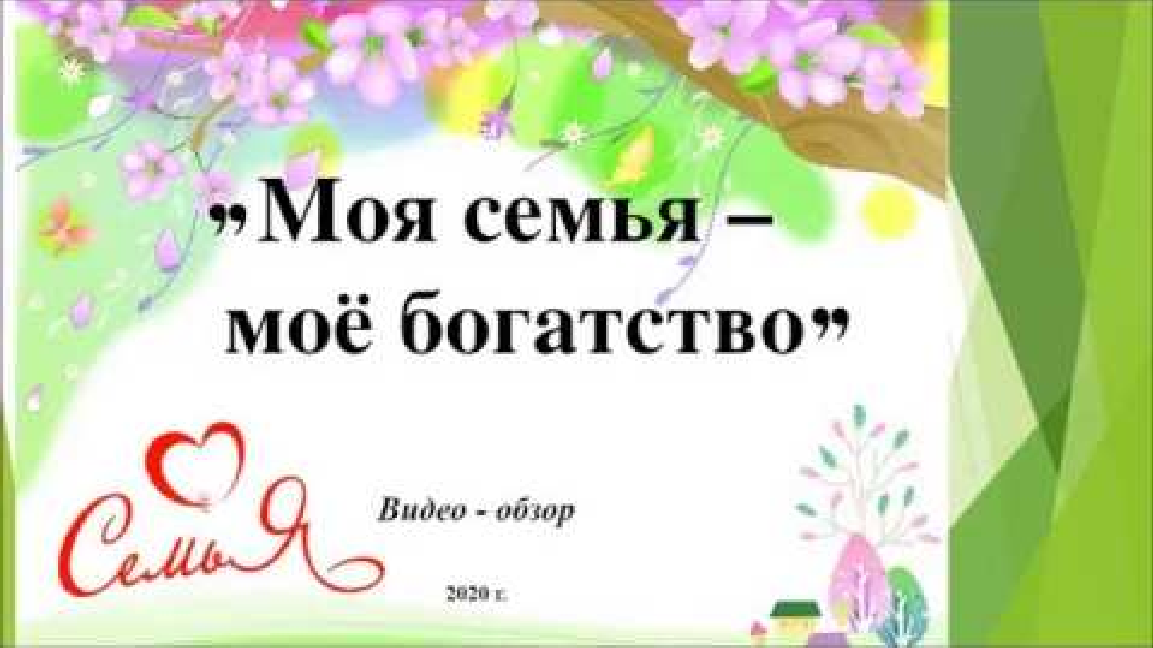 „Моя семья –
моё богатство”
Семья
Видео - обзор
2020 г.